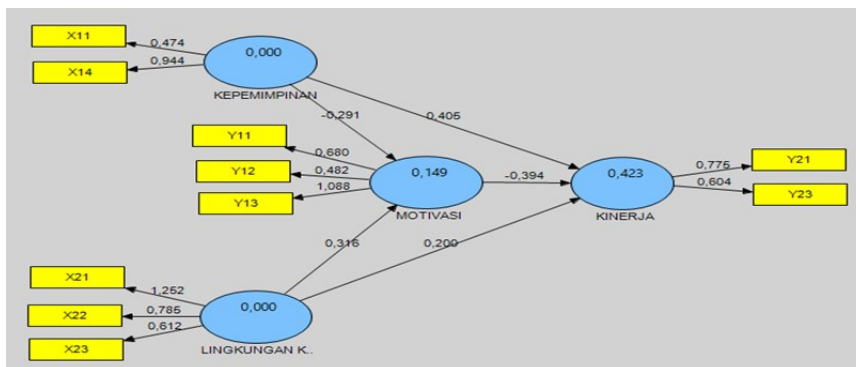 X11
0,474
0,000
X14
0,944
KEPEMIMPINAN
-0,291
0,405
Y11
0,680
Y12
0,482
Y13
1,088
0,149
MOTIVASI
-0,394
0,423
KINERJA
0,775
Y21
0,604
Y23
0,316
0,200
X21
1,252
X22
0,785
X23
0,612
0,000
LINGKUNGAN K..